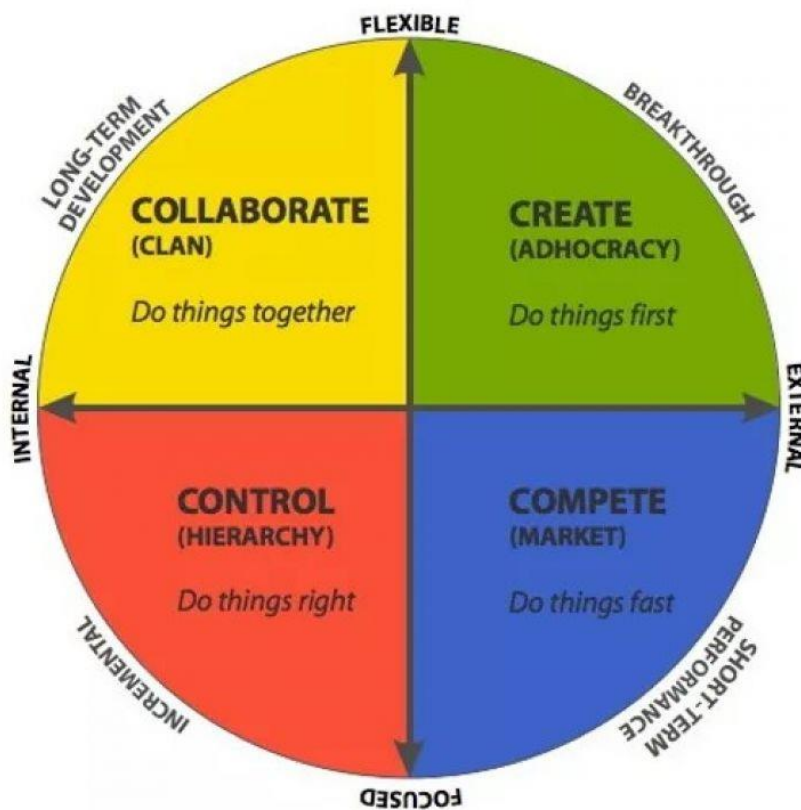 FLEXIBLE
LONG-TERM
DEVELOPMENT
BREAKTHROUGH
COLLABORATE
(CLAN)
Do things together
CREATE
(ADHOCRACY)
Do things first
INTERNAL
EXTERNAL
CONTROL
(HIERARCHY)
Do things right
COMPETE
(MARKET)
Do things fast
INCREMENTAL
SHORT-TERM
PERFORMANCE
FOCUSED